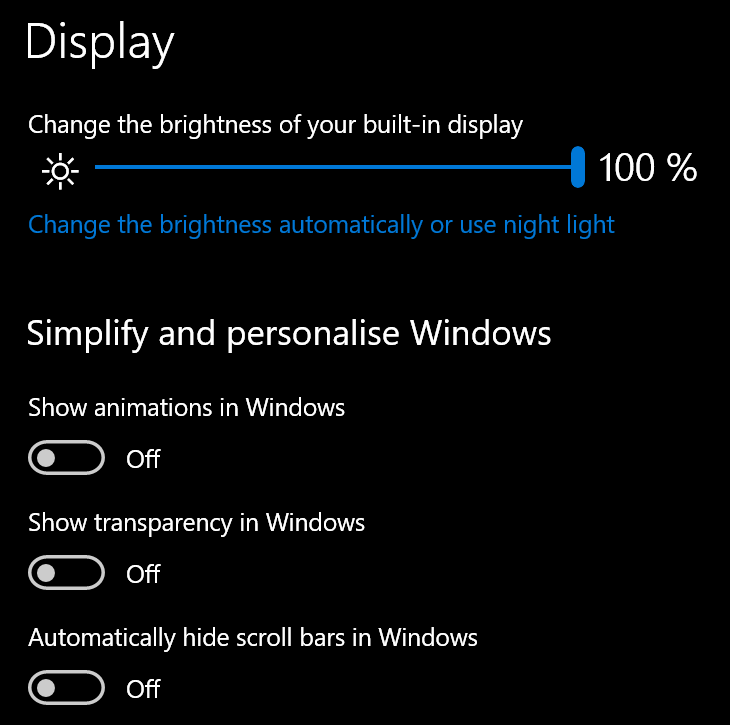 Display
Change the brightness of your built-in display
100 %
Change the brightness automatically or use night light
Simplify and personalise Windows
Show animations in Windows
Off
Show transparency in Windows
Off
Automatically hide scroll bars in Windows
Off